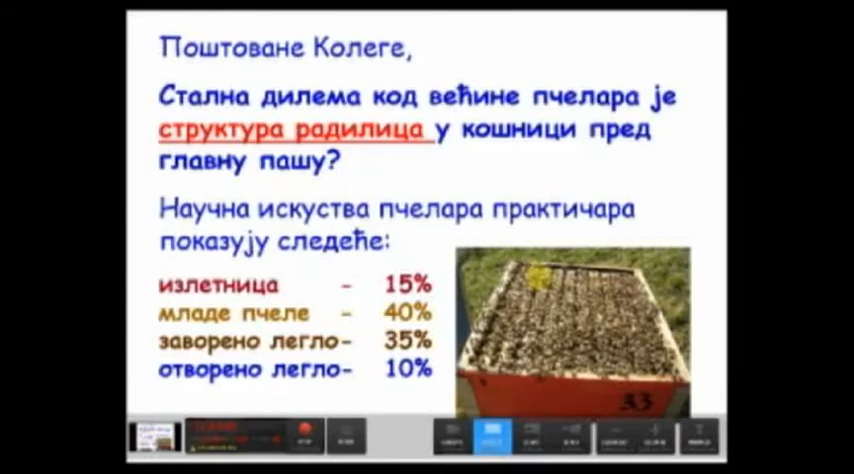 Поштоване Колеге,
Стална дилема код већине пчелара је
структура радилица у кошници пред
главну пашу?
Научна искуства пчелара практичара
показују следеће:
излетница - 15%
младе пчеле - 40%
заворено легло- 35%
отворено легло- 10%
33